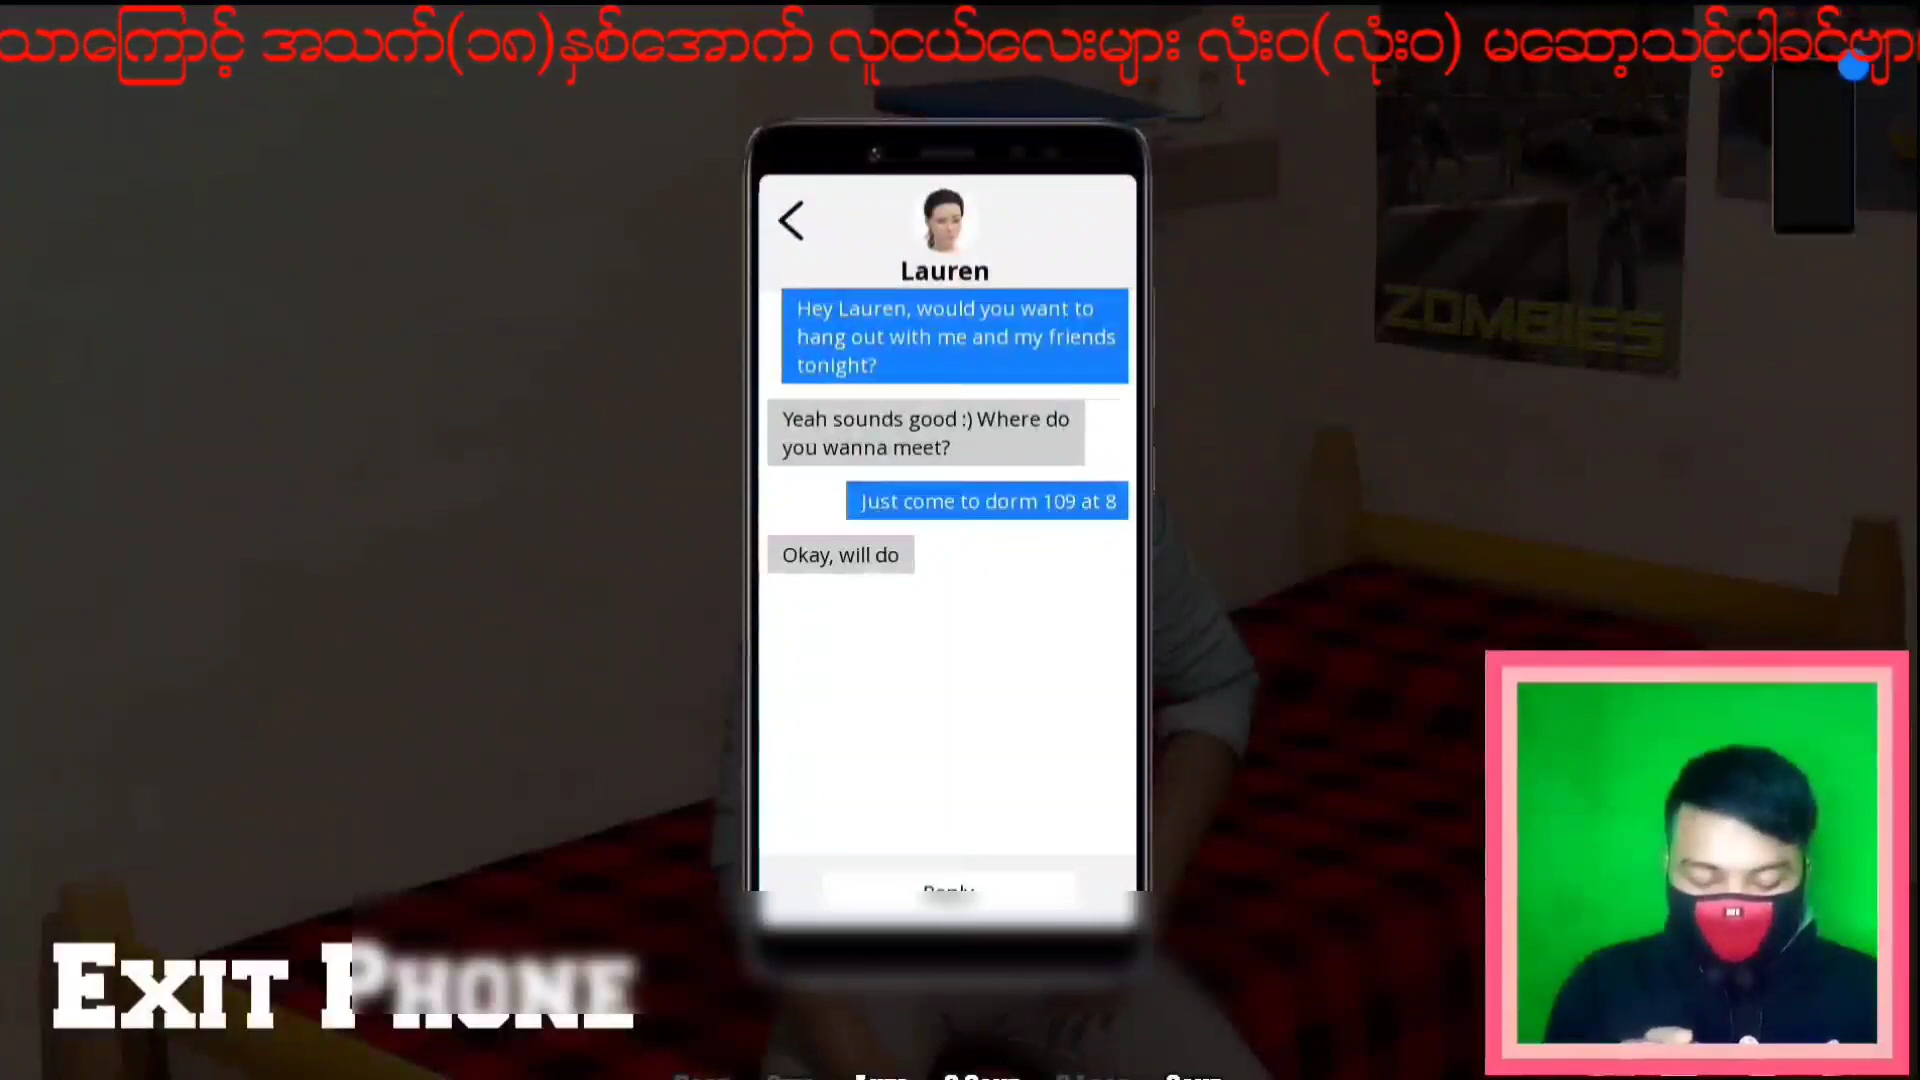 သာကြောင့် အသက်(၁၈)နှစ်အောက် လူငယ်လေးများ လုံးဝ(လုံးဝ) မဆော့သင့်ပါခင်ဗျာ
ZOMBIES
Lauren
Hey Lauren, would you want to
hang out with me and my friends
tonight?
Yeah sounds good :) Where do
you wanna meet?
Just come to dorm 109 at 8
Okay, will do
Reply
EXIT PHONE